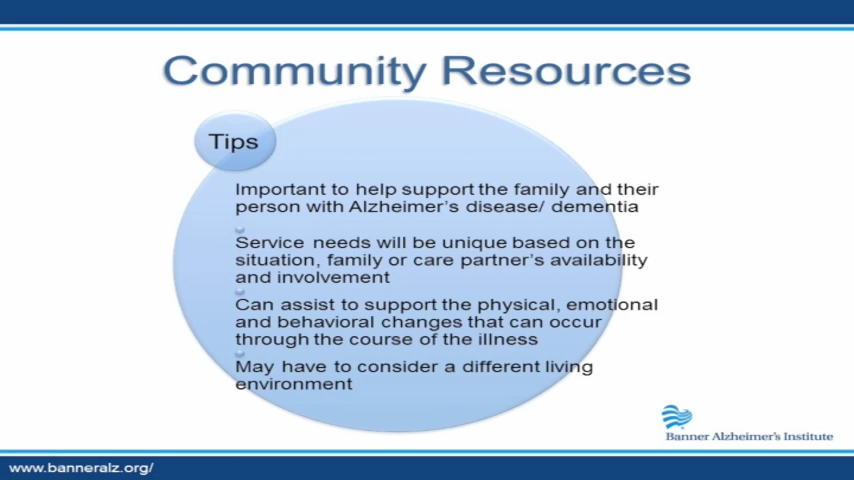 Community Resources
Tips
Important to help support the family and their
person with Alzheimer's disease/ dementia
Service needs will be unique based on the
situation, family or care partner's availability
and involvement
Can assist to support the physical, emotional
and behavioral changes that can occur
through the course of the illness
May have to consider a different living
environment
Banner Alzheimer's Institute
www.banneralz.org/